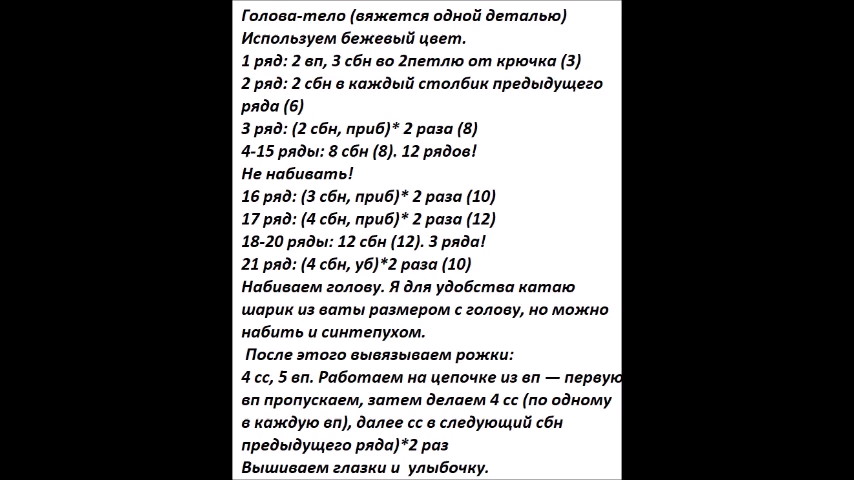 Голова-тело (вяжется одной деталью)
Используем бежевый цвет.
1 ряд: 2 вп, 3 сбн во 2петлю от крючка (3)
2 ряд: 2 сбн в каждый столбик предыдущего
ряда (6)
3 ряд: (2 сбн, приб)* 2 раза (8)
4-15 ряды: 8 сбн (8). 12 рядов!
Не набивать!
16 ряд: (3 сбн, приб)* 2 раза (10)
17 ряд: (4 сбн, приб)* 2 раза (12)
18-20 ряды: 12 сбн (12). 3 ряда!
21 ряд: (4 сбн, уб)*2 раза (10)
Набиваем голову. Я для удобства катаю
шарик из ваты размером с голову, но можно
набить и синтепухом.
После этого вывязываем рожки:
4 сс, 5 вп. Работаем на цепочке из вп — первую
вп пропускаем, затем делаем 4 сс (по одному
в каждую вп), далее сс в следующий сбн
предыдущего ряда)*2 раз
Вышиваем глазки и улыбочку.